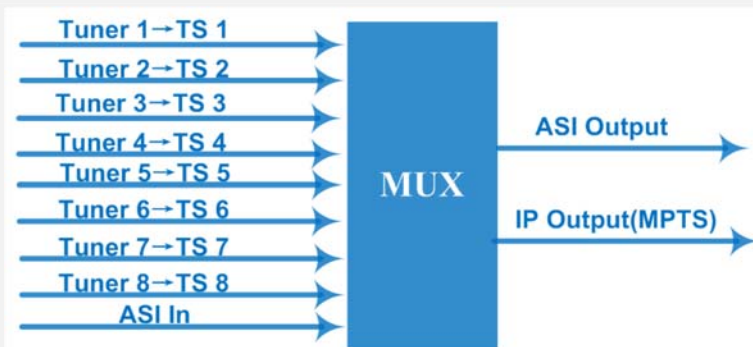 Tuner 1→TS 1
Tuner 2→TS 2
Tuner 3→TS 3
Tuner 4→TS 4
Tuner 5→TS 5
Tuner 6→TS 6
Tuner 7→TS 7
Tuner 8→TS 8
ASI In
MUX
ASI Output
IP Output(MPTS)